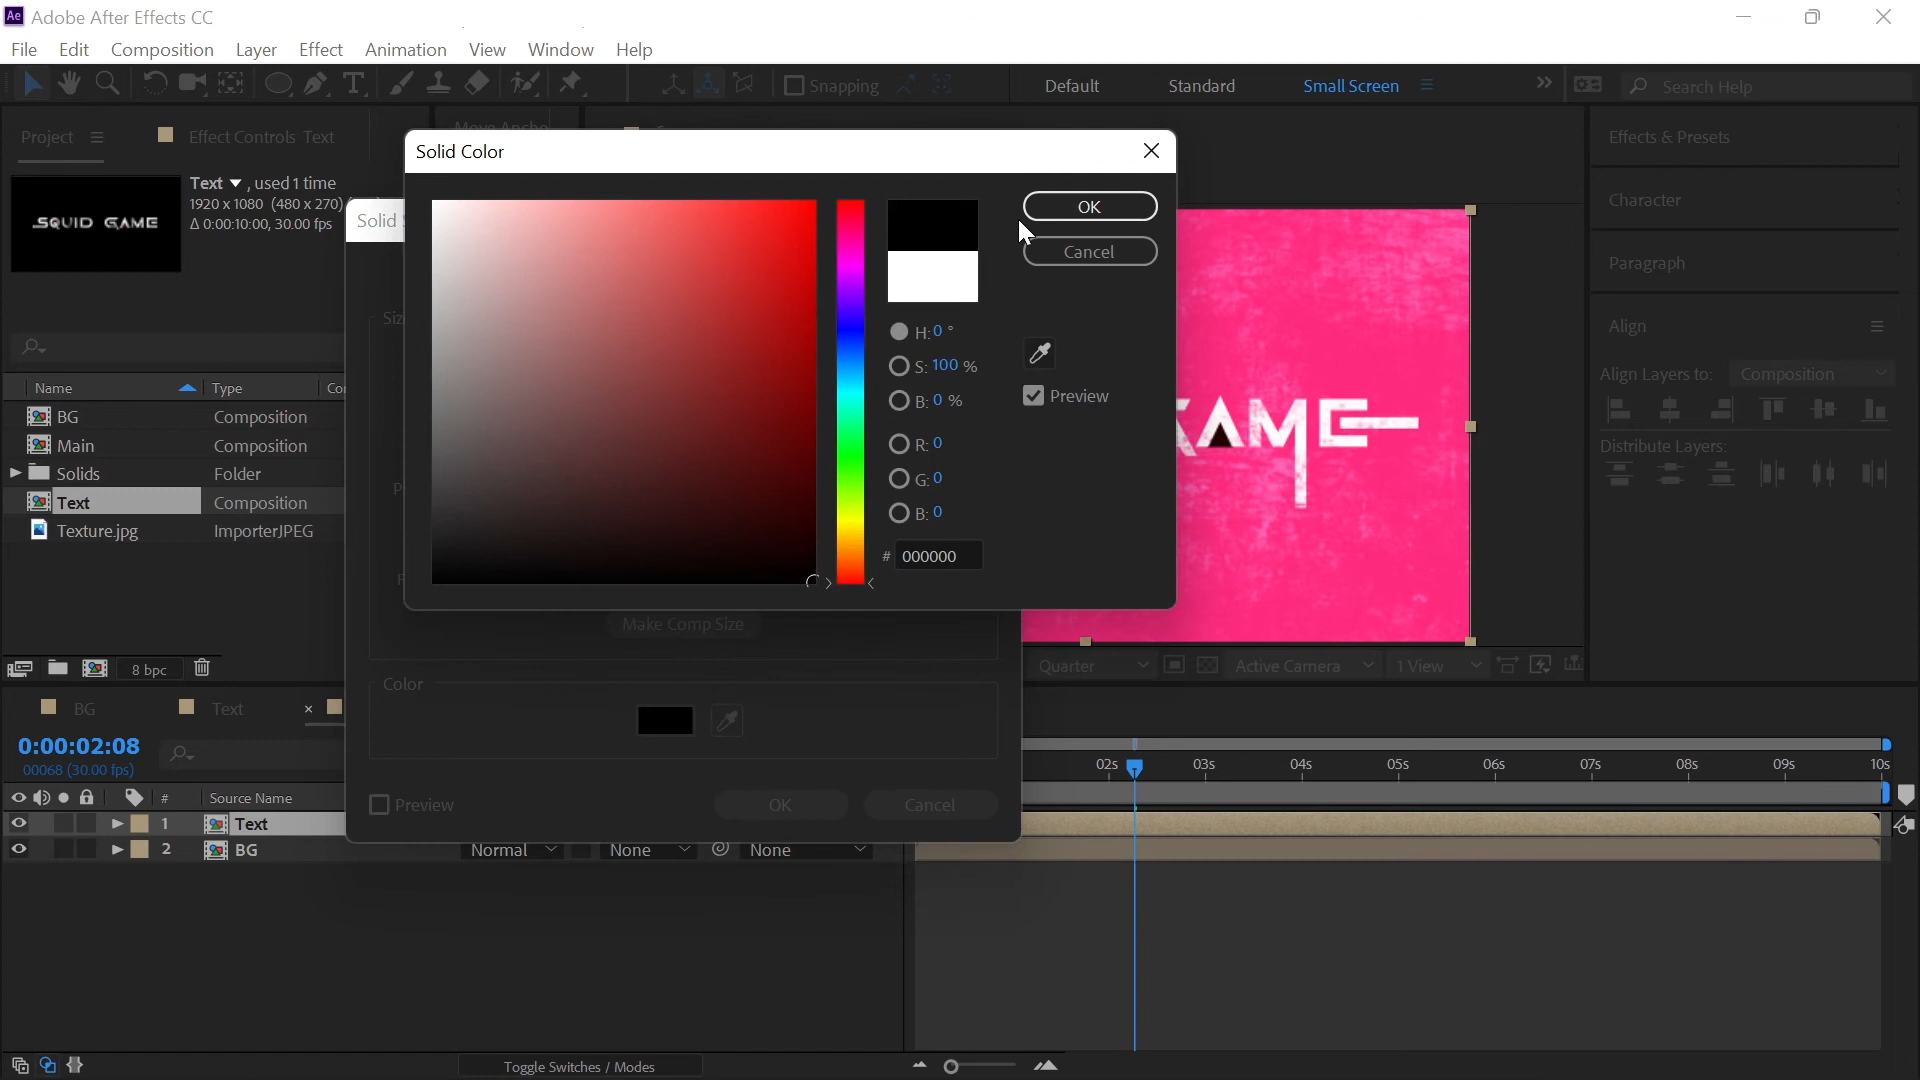 Ae Adobe After Effects CC
File Edit Composition Layer Effect Animation View Window Help
T Snapping Default Standard Small Screen Search Help
Project Effect Controls Text
Effects & Presets
Solid Color
Text , used 1 time
1920 x 1080 (480 x 270)
Δ 0:00:10:00, 30.00 fps
SQUID GAME
Solid
OK
Cancel
Character
Paragraph
Align
H: 0 °
S: 100 %
B: 0 %
Preview
R: 0
G: 0
B: 0
# 000000
Align Layers to: Composition
Distribute Layers:
GAME
Name Type
BG Composition
Main Composition
Solids Folder
Text Composition
Texture.jpg ImporterJPEG
8 bpc
Make Comp Size
Color
Preview
OK Cancel
Quarter Active Camera 1 View
BG Text
0:00:02:08
00068 (30.00 fps)
02s 03s 04s 05s 06s 07s 08s 09s 10s
# Source Name
1 Text
2 BG Normal None None
Toggle Switches / Modes